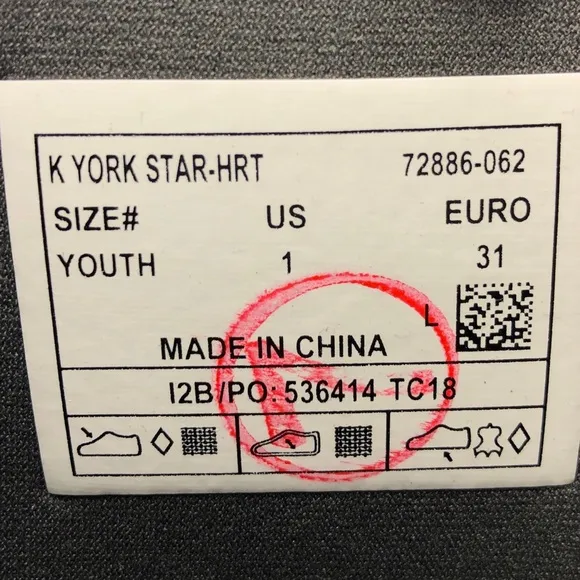 K YORK STAR-HRT 72886-062
SIZE# US EURO
YOUTH 1 31
L
MADE IN CHINA
I2B/PO: 536414 TC18